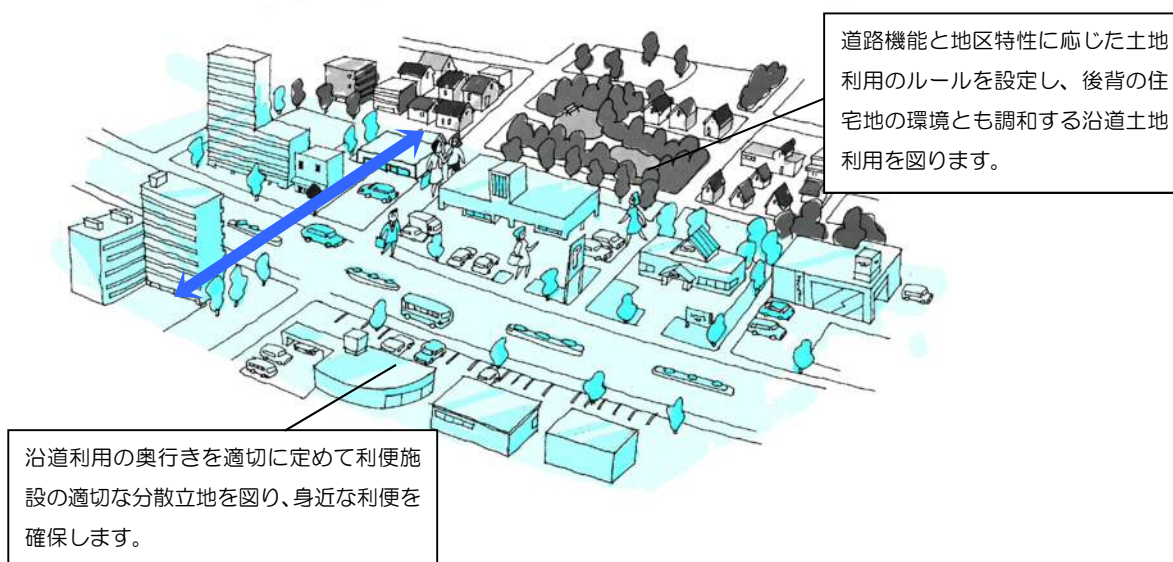 道路機能と地区特性に応じた土地
利用のルールを設定し、後背の住
宅地の環境とも調和する沿道土地
利用を図ります。
沿道利用の奥行きを適切に定めて利便施
設の適切な分散立地を図り、身近な利便を
確保します。